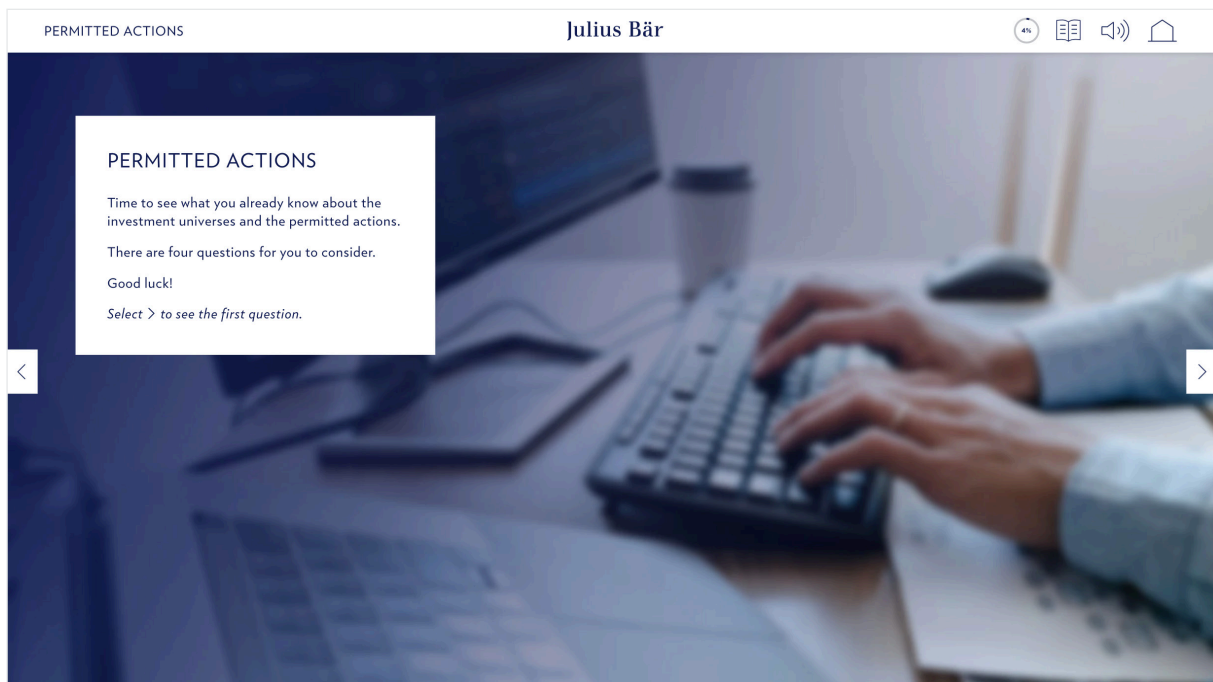 PERMITTED ACTIONS
Julius Bär
4%
PERMITTED ACTIONS
Time to see what you already know about the
investment universes and the permitted actions.
There are four questions for you to consider.
Good luck!
Select > to see the first question.